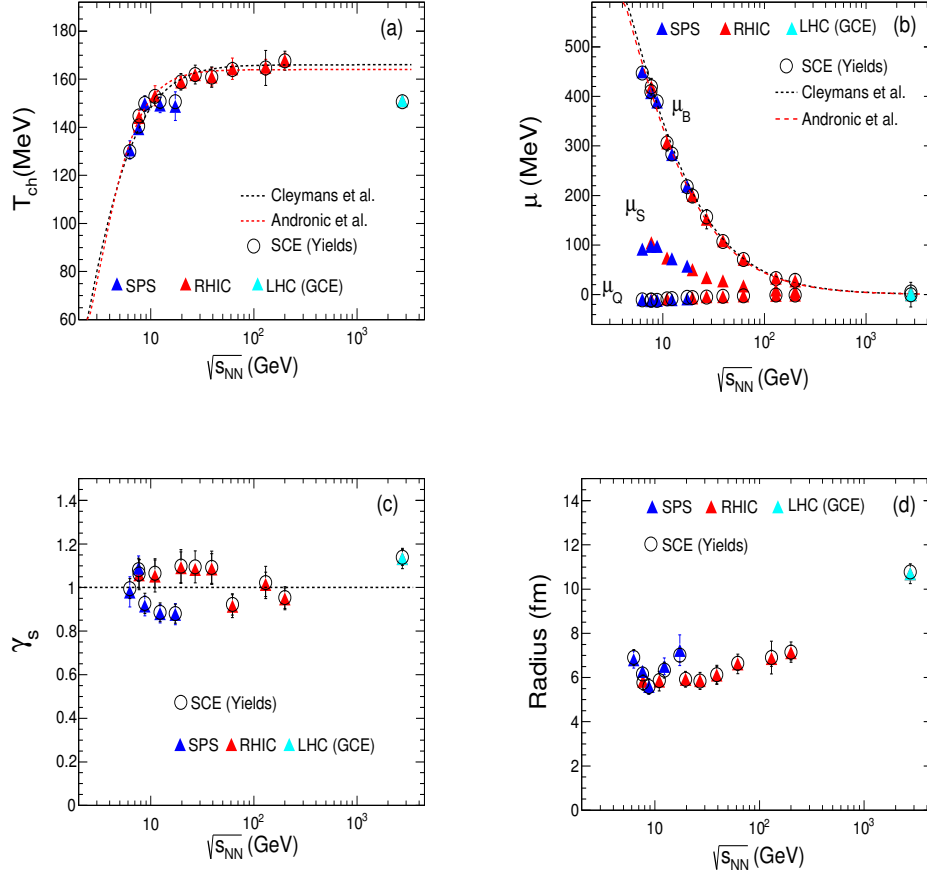 (a)
T_ch(MeV)
160
140
120
100
80
60
Cleymans et al.
Andronic et al.
SCE (Yields)
SPS RHIC LHC (GCE)
10 10² 10³
√s_NN (GeV)
(b)
SPS RHIC LHC (GCE)
SCE (Yields)
Cleymans et al.
Andronic et al.
μ (MeV)
500
400
300
200
100
0
μ_B
μ_S
μ_Q
10 10² 10³
√s_NN (GeV)
(c)
γ_s
1.4
1.2
1
0.8
0.6
0.4
0.2
0
SCE (Yields)
SPS RHIC LHC (GCE)
10 10² 10³
√s_NN (GeV)
(d)
SPS RHIC LHC (GCE)
SCE (Yields)
Radius (fm)
14
12
10
8
6
4
2
0
10 10² 10³
√s_NN (GeV)